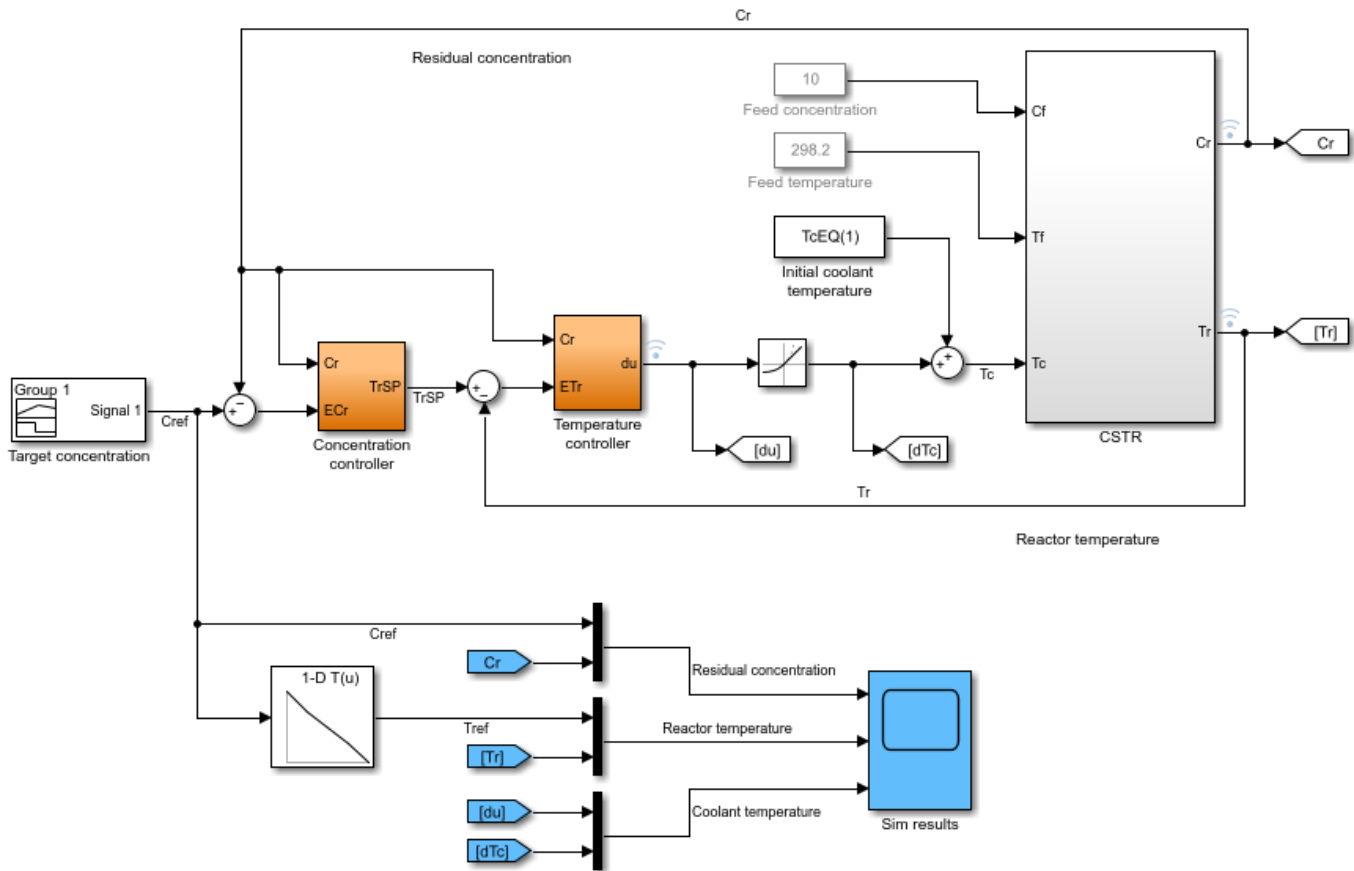 Cr
Residual concentration
10
Feed concentration
298.2
Feed temperature
TcEQ(1)
Initial coolant
temperature
Cf
Tf
Tc
Cr
Tr
CSTR
Cr
[Tr]
Group 1
Signal 1
Target concentration
Cref
+
−
Cr
ECr
TrSP
Concentration
controller
TrSP
+
−
Cr
ETr
du
Temperature
controller
[du]
[dTc]
+
+
Tc
Tr
Reactor temperature
Cref
Cr
Residual concentration
1-D T(u)
Tref
[Tr]
Reactor temperature
[du]
[dTc]
Coolant temperature
Sim results